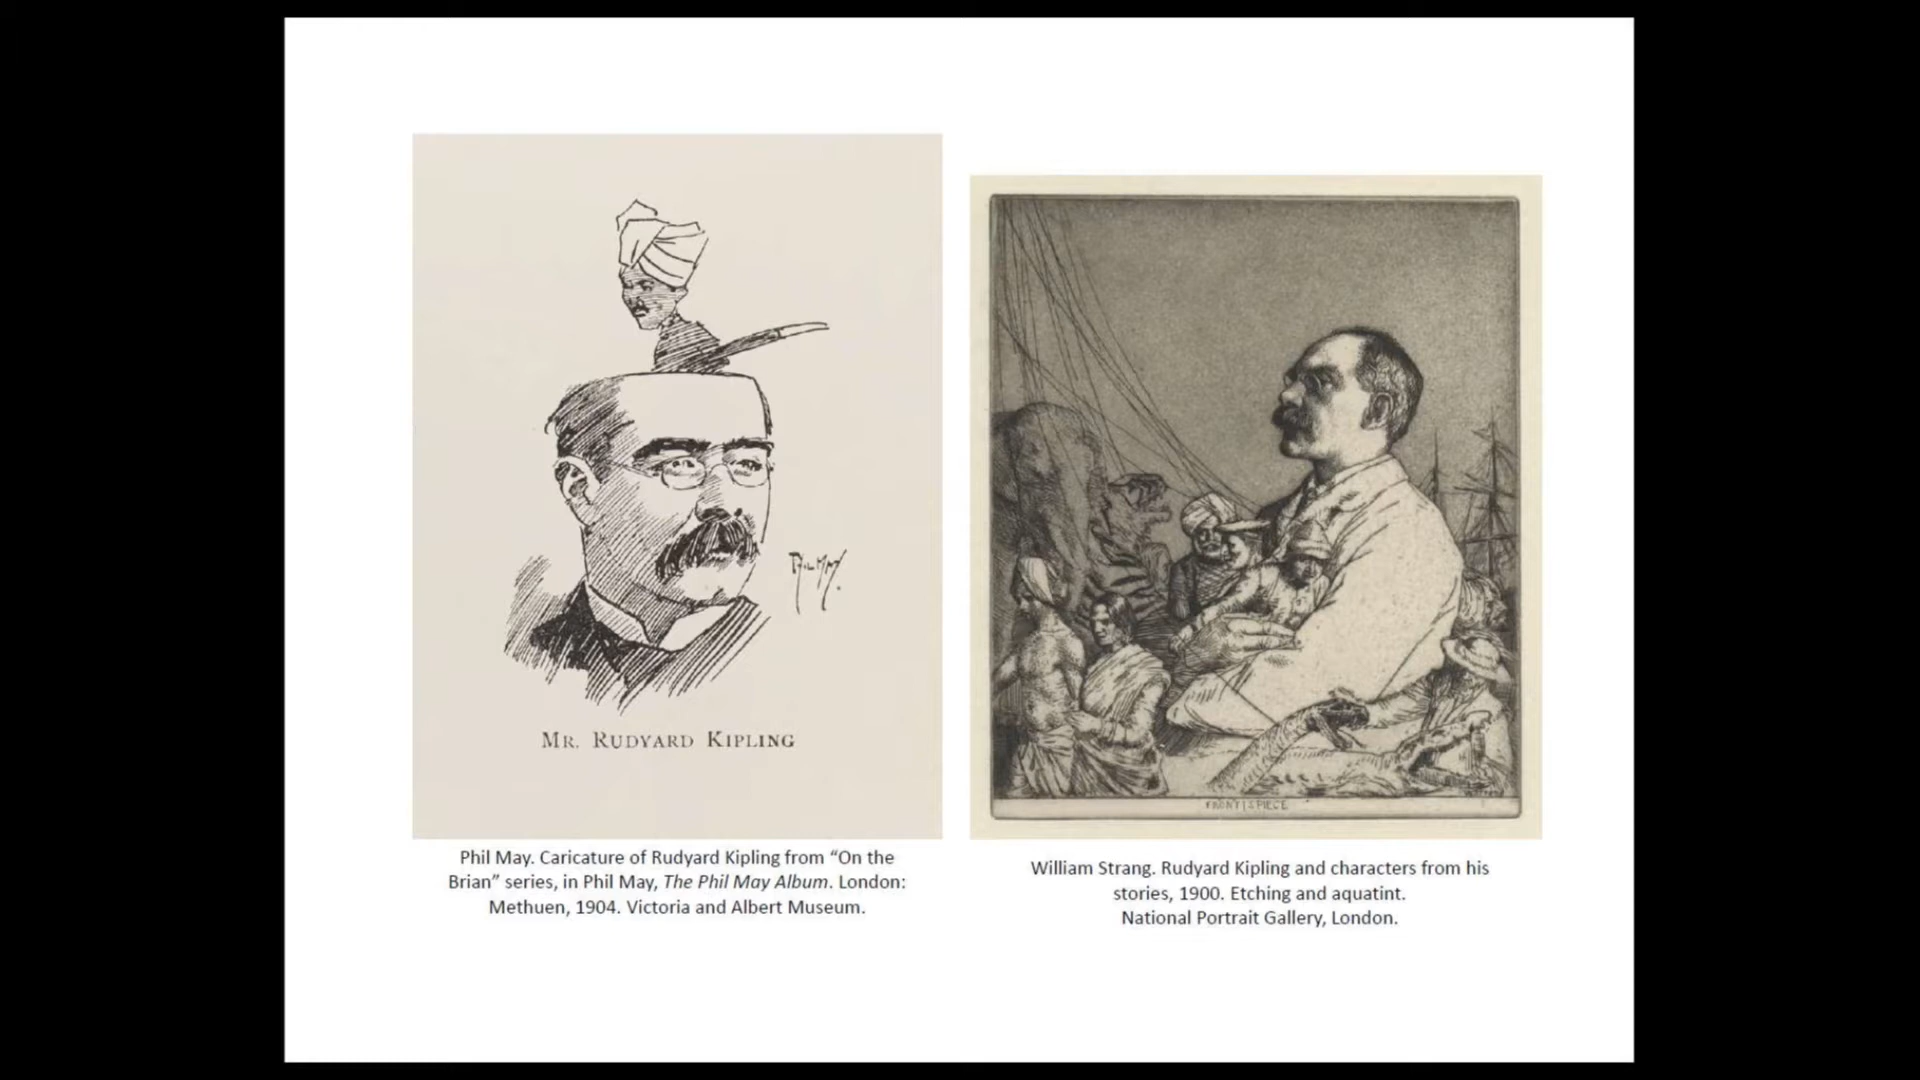 PHIL MAY.
MR. RUDYARD KIPLING
Phil May. Caricature of Rudyard Kipling from “On the
Brian” series, in Phil May, The Phil May Album. London:
Methuen, 1904. Victoria and Albert Museum.
FRONTISPIECE
William Strang. Rudyard Kipling and characters from his
stories, 1900. Etching and aquatint.
National Portrait Gallery, London.